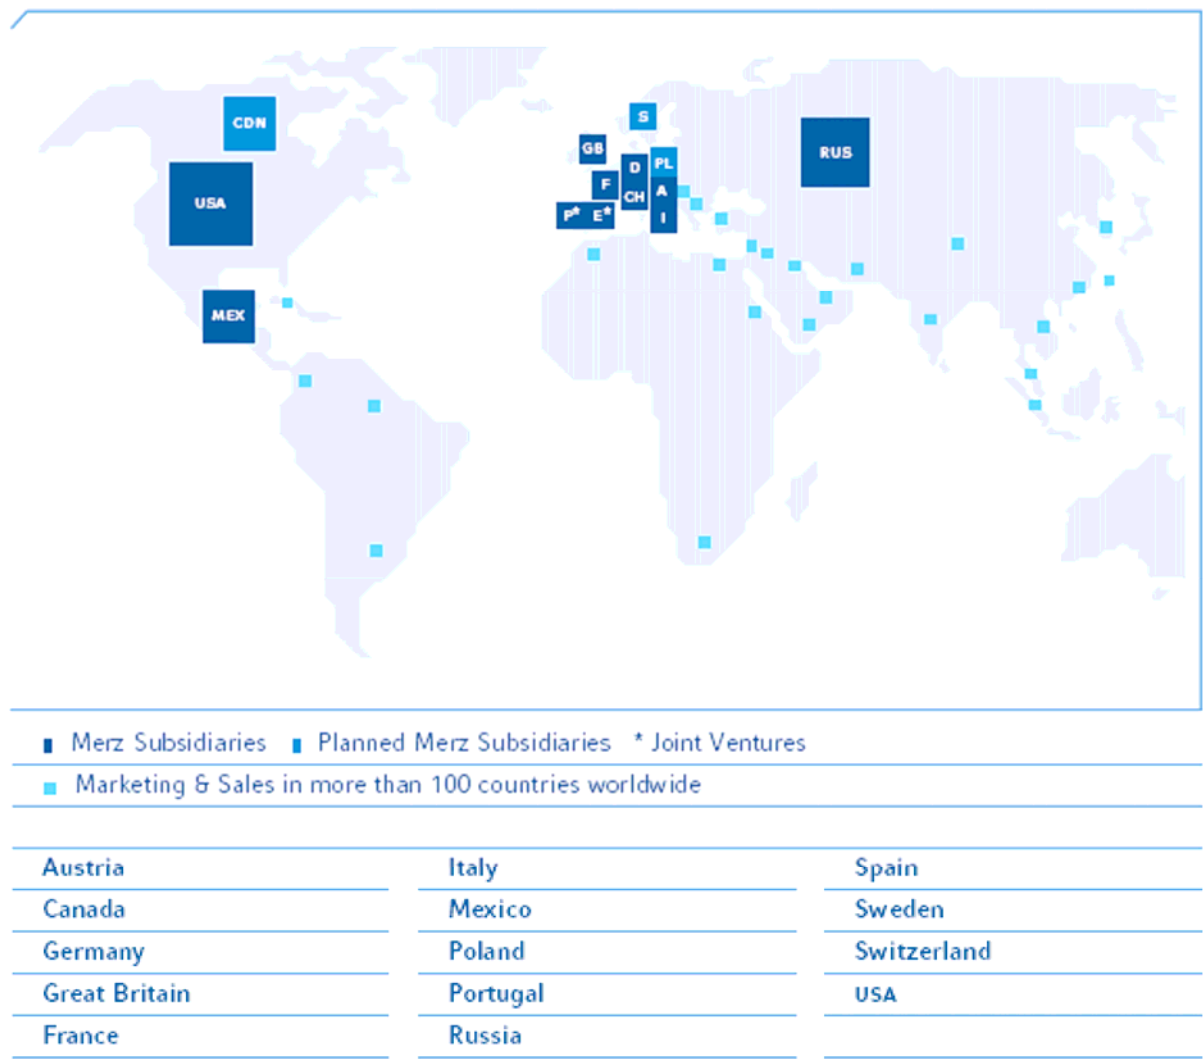 CDN
S
GB
D
PL
RUS
F
CH
A
USA
P* E*
I
MEX
Merz Subsidiaries Planned Merz Subsidiaries * Joint Ventures
Marketing & Sales in more than 100 countries worldwide
Austria Italy Spain
Canada Mexico Sweden
Germany Poland Switzerland
Great Britain Portugal USA
France Russia